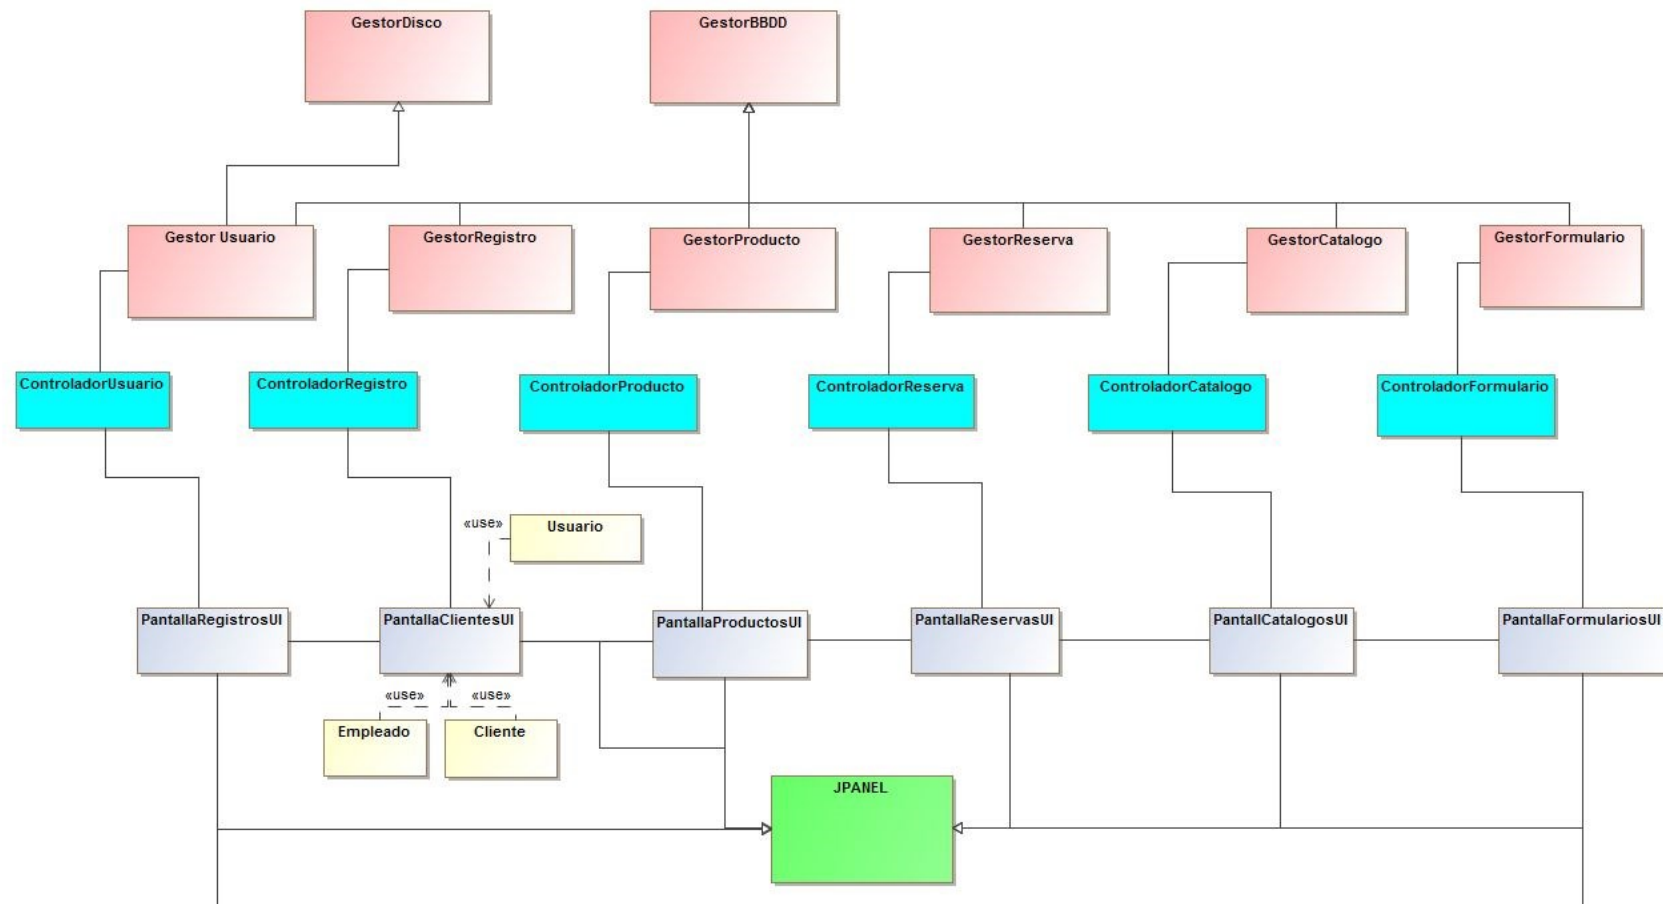 GestorDisco
GestorBBDD
Gestor Usuario
GestorRegistro
GestorProducto
GestorReserva
GestorCatalogo
GestorFormulario
ControladorUsuario
ControladorRegistro
ControladorProducto
ControladorReserva
ControladorCatalogo
ControladorFormulario
«use»
Usuario
PantallaRegistrosUI
PantallaClientesUI
PantallaProductosUI
PantallaReservasUI
PantallCatalogosUI
PantallaFormulariosUI
«use»
«use»
Empleado
Cliente
JPANEL